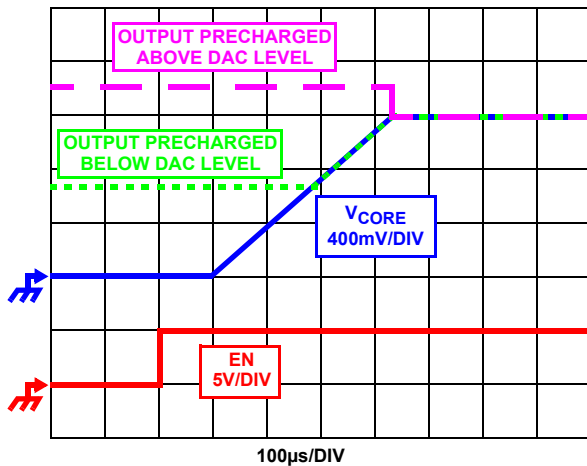 OUTPUT PRECHARGED
ABOVE DAC LEVEL
OUTPUT PRECHARGED
BELOW DAC LEVEL
VCORE
400mV/DIV
EN
5V/DIV
100µs/DIV